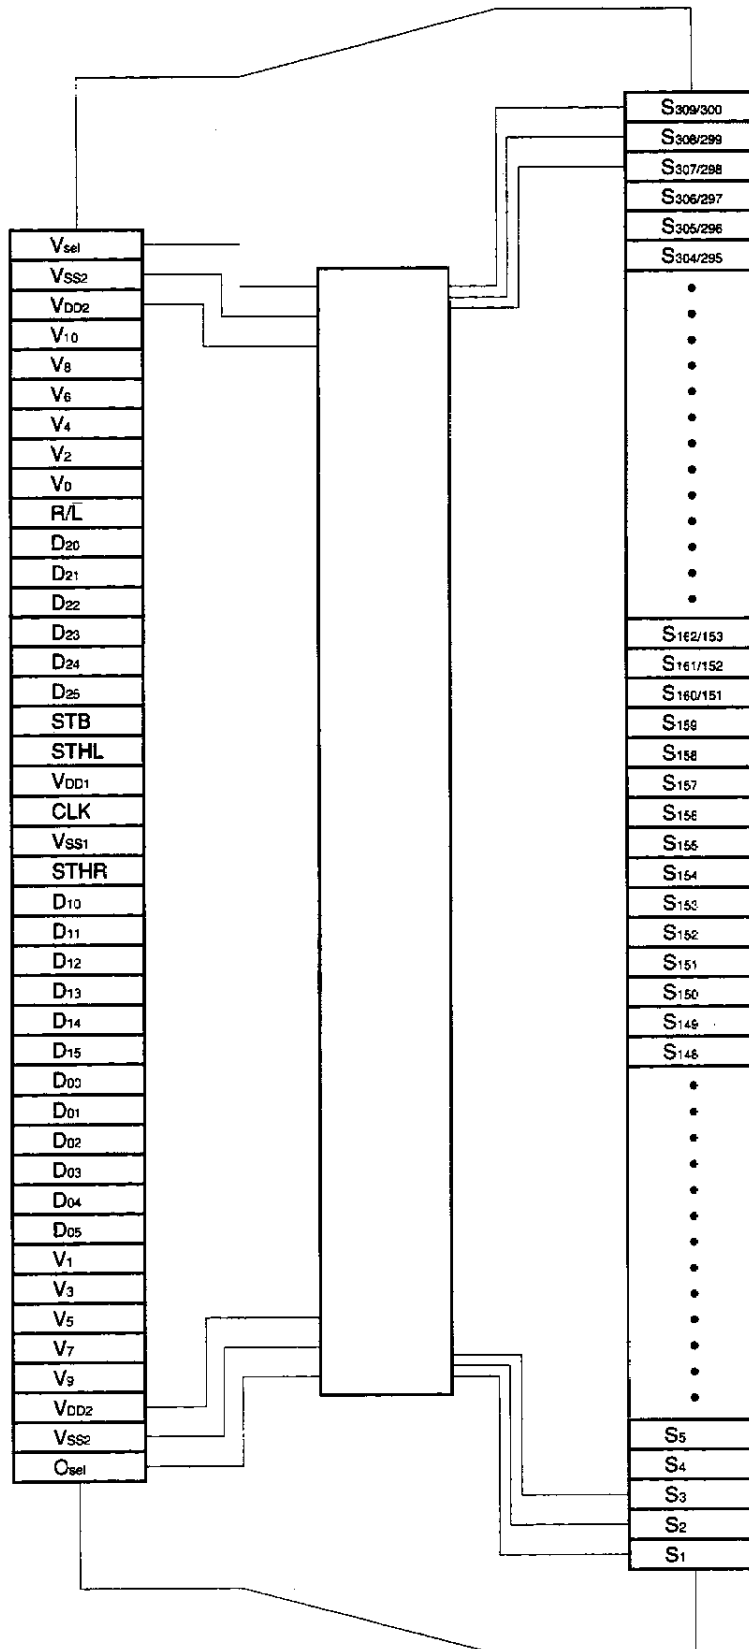 Vsel
VSS2
VDD2
V10
V8
V6
V4
V2
V0
R/L̅
D20
D21
D22
D23
D24
D25
STB
STHL
VDD1
CLK
VSS1
STHR
D10
D11
D12
D13
D14
D15
D00
D01
D02
D03
D04
D05
V1
V3
V5
V7
V9
VDD2
VSS2
Osel
S309/300
S308/299
S307/298
S306/297
S305/296
S304/295
S162/153
S161/152
S160/151
S159
S158
S157
S156
S155
S154
S153
S152
S151
S150
S149
S148
S5
S4
S3
S2
S1